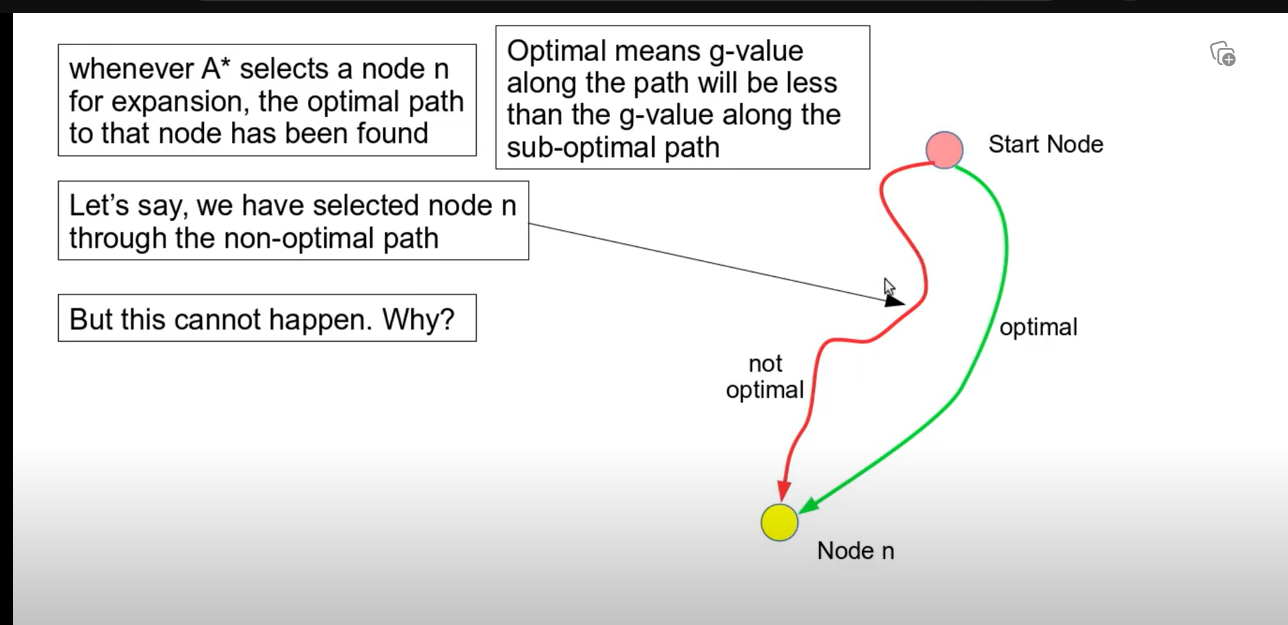 whenever A* selects a node n
for expansion, the optimal path
to that node has been found
Optimal means g-value
along the path will be less
than the g-value along the
sub-optimal path
Let’s say, we have selected node n
through the non-optimal path
But this cannot happen. Why?
Start Node
optimal
not
optimal
Node n